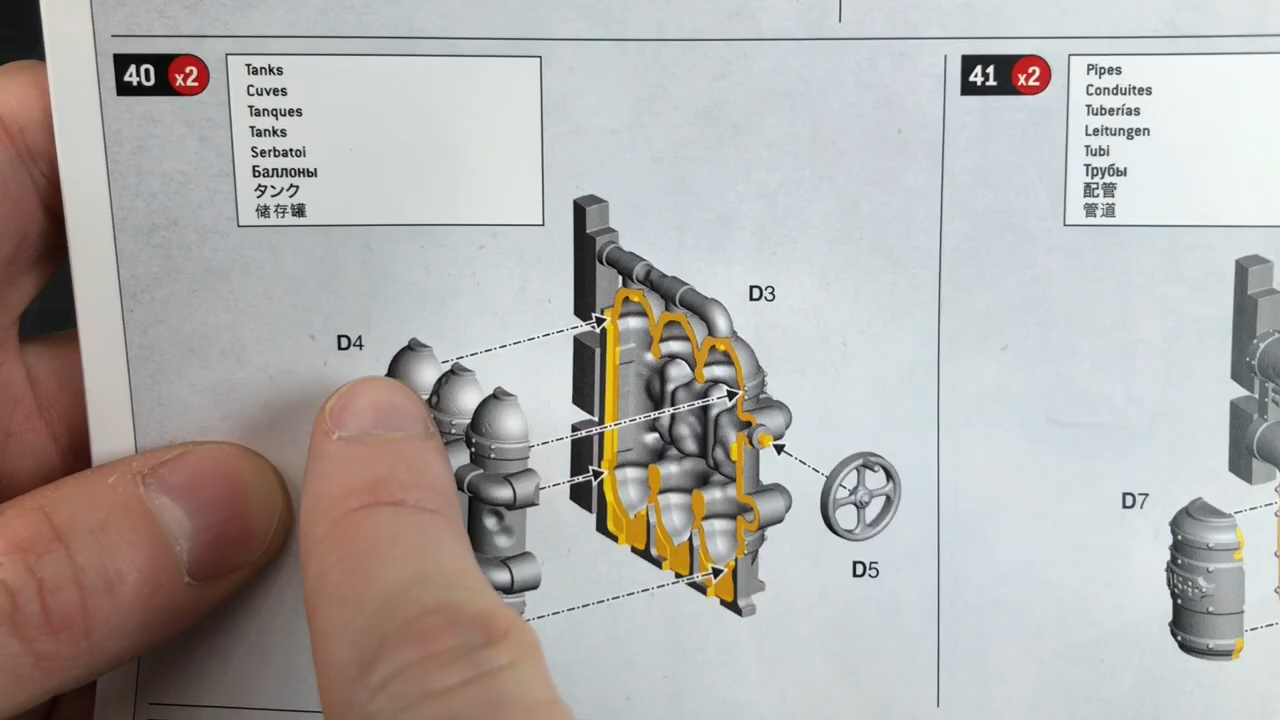 40 x2
Tanks
Cuves
Tanques
Tanks
Serbatoi
Баллоны
タンク
储存罐
D3
D4
D5
41 x2
Pipes
Conduites
Tuberías
Leitungen
Tubi
Трубы
配管
管道
D7